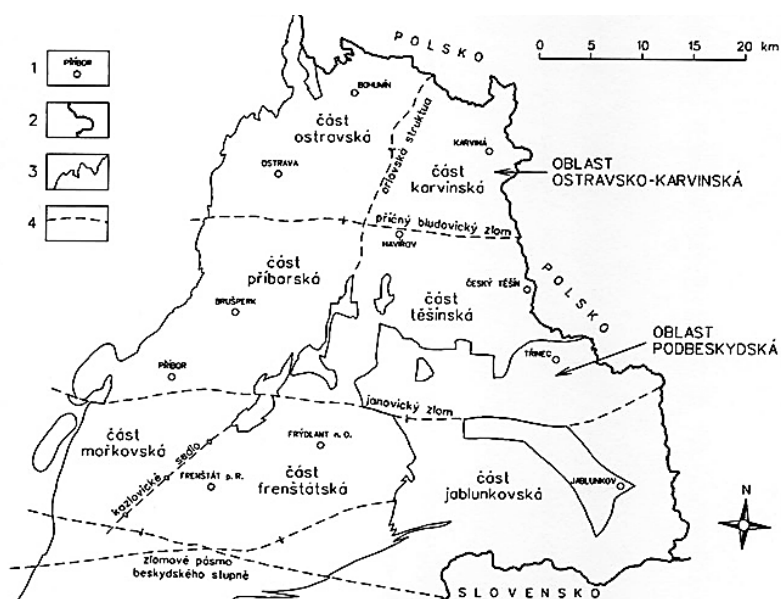 POLSKO
0 5 10 15 20 km
1 PŘÍBOR
2
3
4
BOHUMÍN
část
ostravská
orlovská struktura
KARVINÁ
OSTRAVA
část
karvinská
OBLAST
OSTRAVSKO-KARVINSKÁ
příčný bludovický zlom
HAVÍŘOV
část
příborská
ČESKÝ TĚŠÍN
POLSKO
BRUŠPERK
část
těšínská
OBLAST
PODBESKYDSKÁ
TŘINEC
PŘÍBOR
janovický zlom
část
mořkovská
kozlovické sedlo
FRÝDLANT n. O.
FRENŠTÁT p. R.
část
frenštátská
část
jablunkovská
JABLUNKOV
N
zlomové pásmo
beskydského stupně
SLOVENSKO